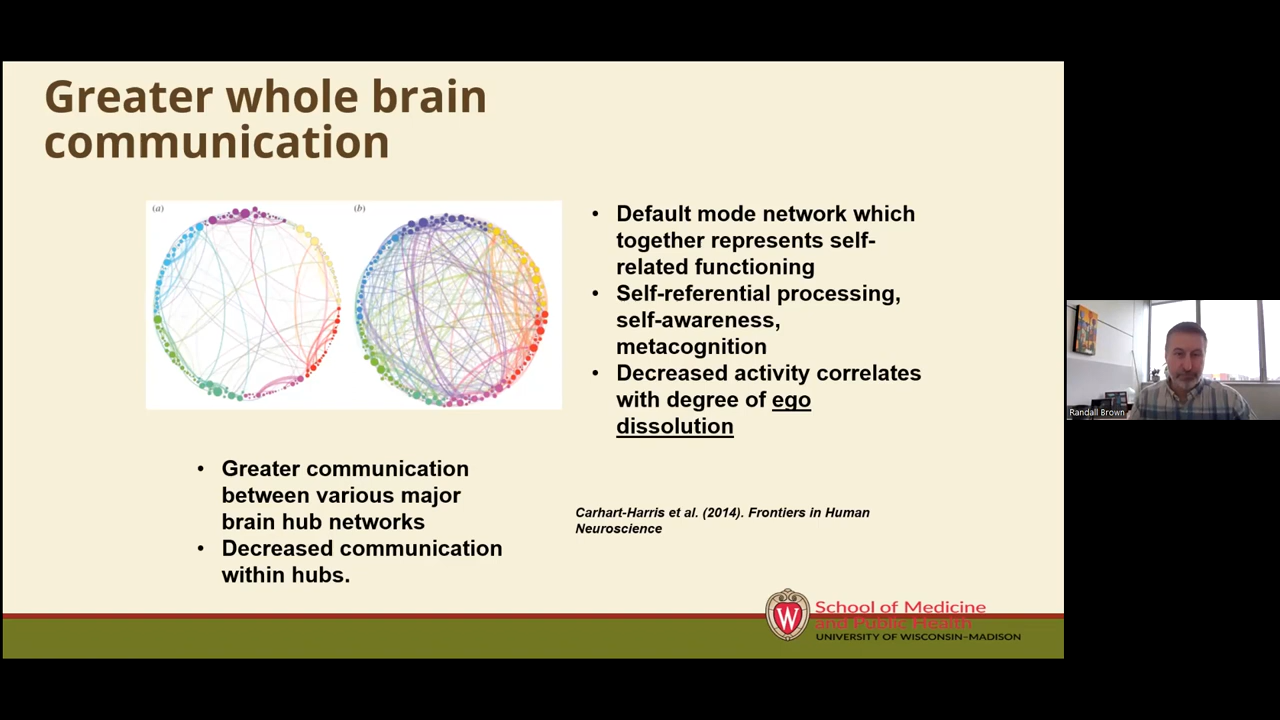 Greater whole brain
communication
(a)
(b)
• Default mode network which
together represents self-
related functioning
• Self-referential processing,
self-awareness,
metacognition
• Decreased activity correlates
with degree of ego
dissolution
• Greater communication
between various major
brain hub networks
• Decreased communication
within hubs.
Carhart-Harris et al. (2014). Frontiers in Human
Neuroscience
W
School of Medicine
and Public Health
UNIVERSITY OF WISCONSIN–MADISON
Randall Brown